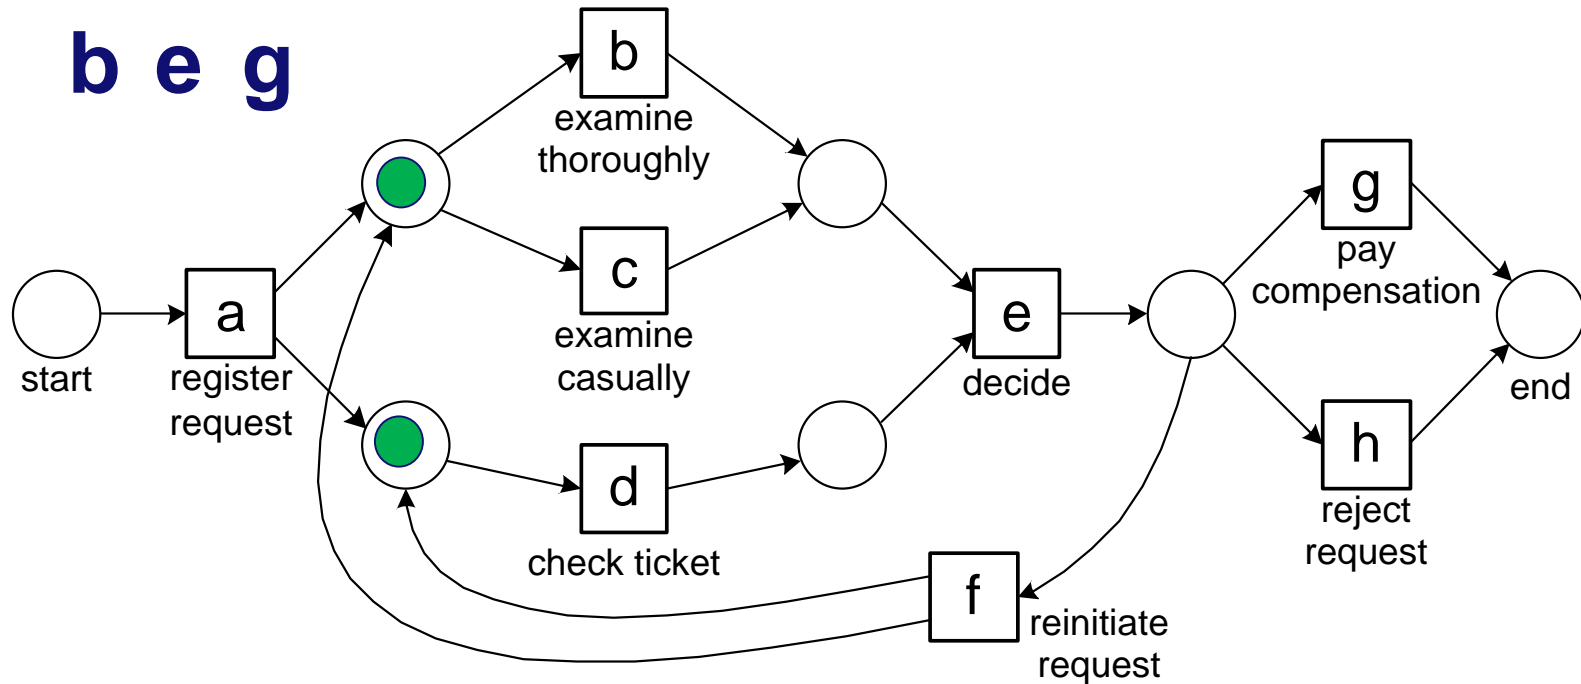 b e g
b
examine
thoroughly
c
examine
casually
d
check ticket
start
a
register
request
e
decide
f
reinitiate
request
g
pay
compensation
h
reject
request
end